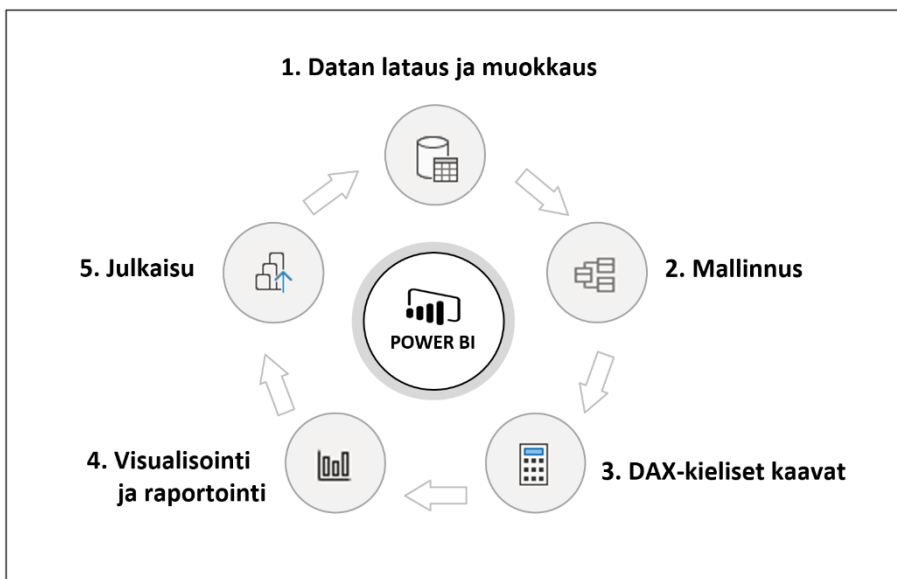 1. Datan lataus ja muokkaus
5. Julkaisu
2. Mallinnus
POWER BI
4. Visualisointi
ja raportointi
3. DAX-kieliset kaavat